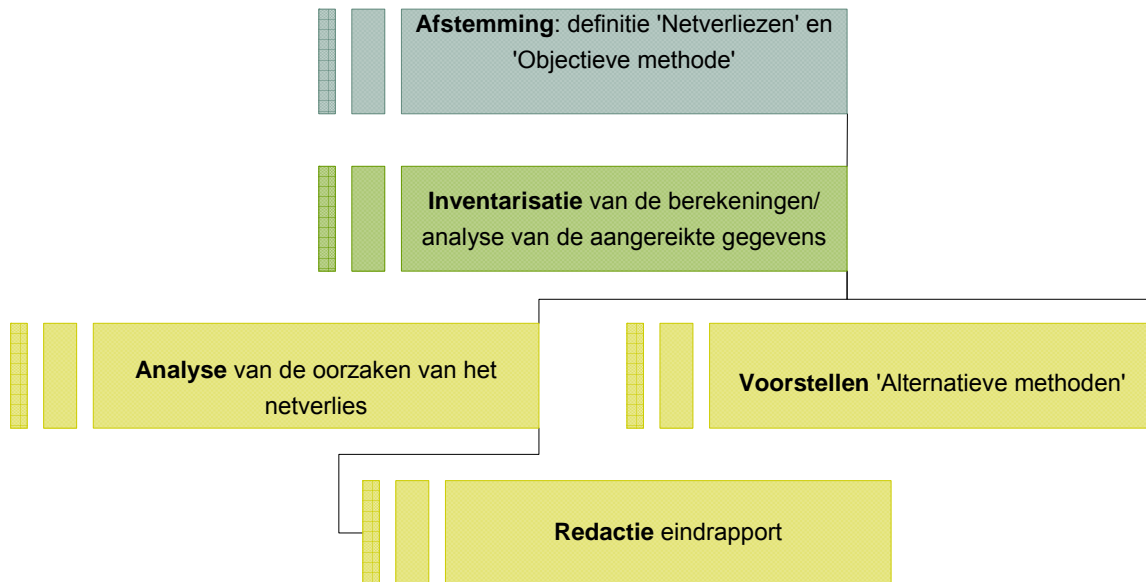 Afstemming: definitie 'Netverliezen' en
'Objectieve methode'
Inventarisatie van de berekeningen/
analyse van de aangereikte gegevens
Analyse van de oorzaken van het
netverlies
Voorstellen 'Alternatieve methoden'
Redactie eindrapport